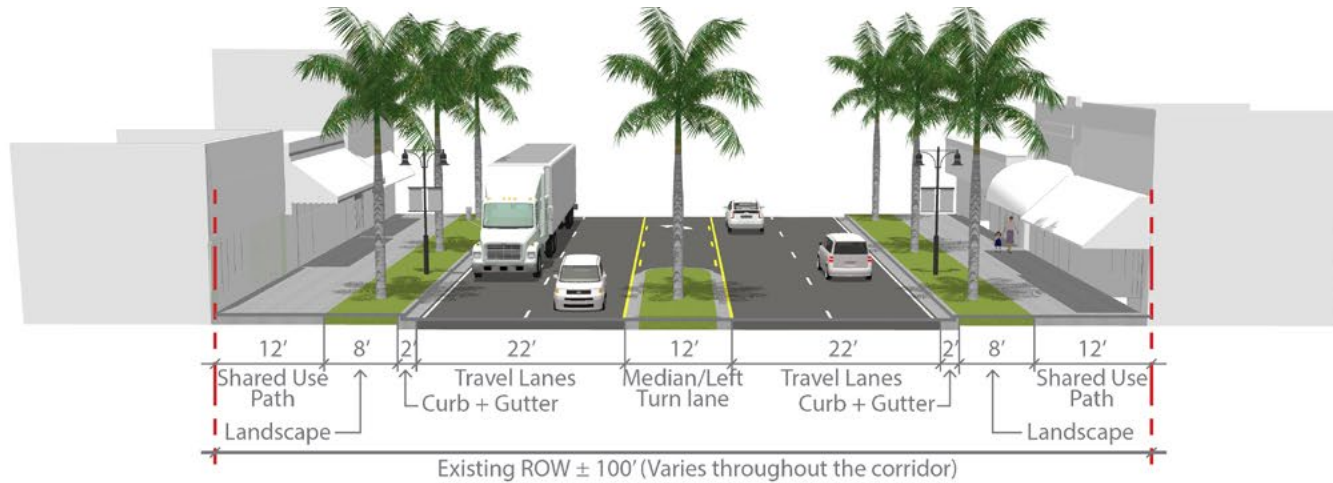 12’ 8’ 2’ 22’ 12’ 22’ 2’ 8’ 12’
Shared Use Path
Travel Lanes
Median/Left Turn lane
Travel Lanes
Shared Use Path
Curb + Gutter
Curb + Gutter
Landscape
Landscape
Existing ROW ± 100’ (Varies throughout the corridor)